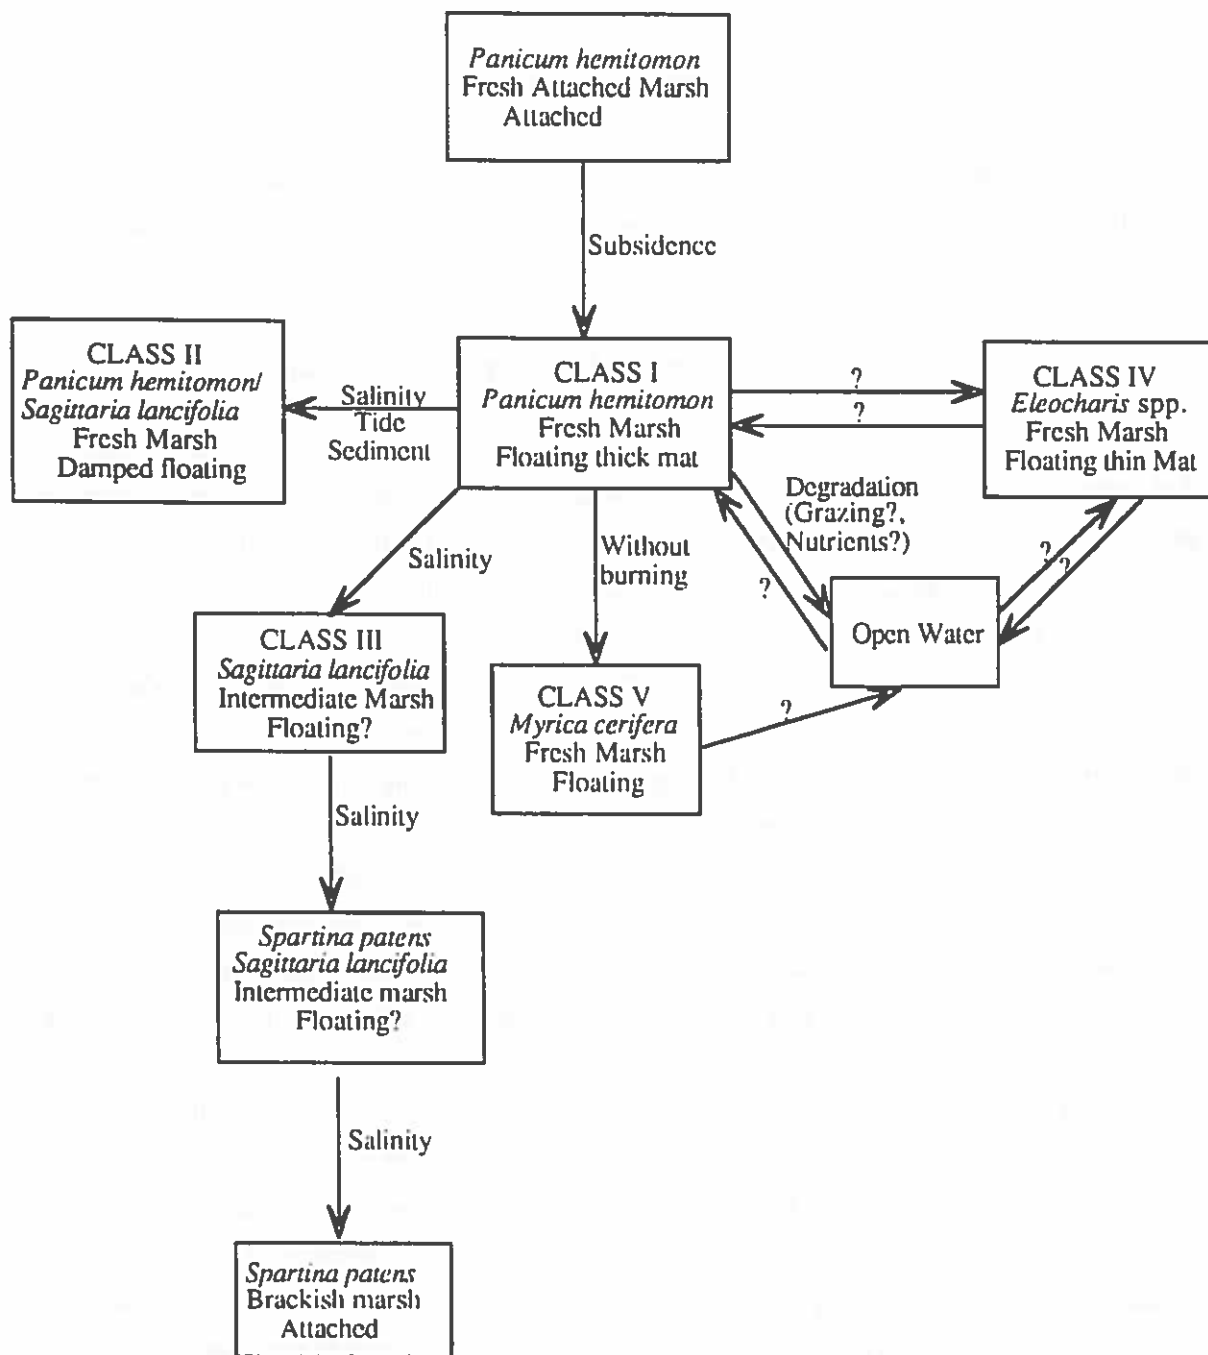 Panicum hemitomon
Fresh Attached Marsh
Attached
Subsidence
CLASS II
Panicum hemitomon/
Sagittaria lancifolia
Fresh Marsh
Damped floating
Salinity
Tide
Sediment
CLASS I
Panicum hemitomon
Fresh Marsh
Floating thick mat
?
?
CLASS IV
Eleocharis spp.
Fresh Marsh
Floating thin Mat
Degradation
(Grazing?,
Nutrients?)
?
?
?
Salinity
Without
burning
Open Water
CLASS III
Sagittaria lancifolia
Intermediate Marsh
Floating?
CLASS V
Myrica cerifera
Fresh Marsh
Floating
?
Salinity
Spartina patens
Sagittaria lancifolia
Intermediate marsh
Floating?
Salinity
Spartina patens
Brackish marsh
Attached